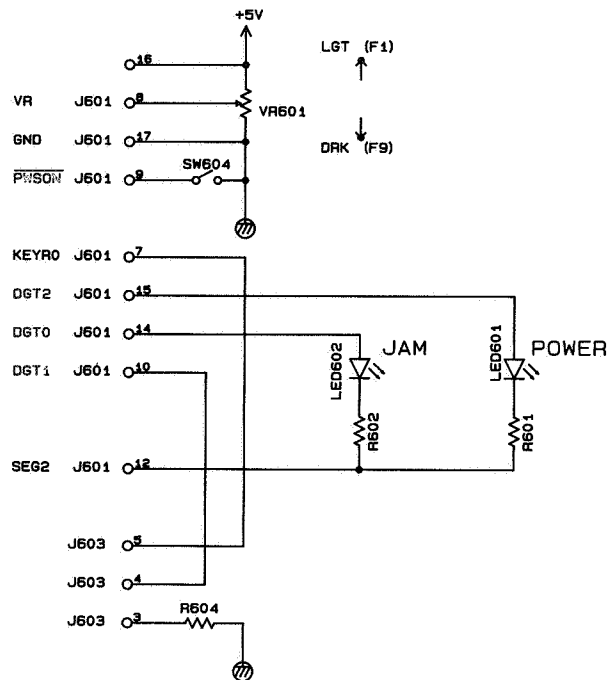 +5V
16
LGT (F1)
VR J601 8
VR601
GND J601 17
DRK (F9)
PWSON J601 9
SW604
KEYR0 J601 7
DGT2 J601 15
DGT0 J601 14
DGT1 J601 10
LED602
JAM
LED601
POWER
R602
R601
SEG2 J601 12
J603 5
J603 4
J603 3
R604